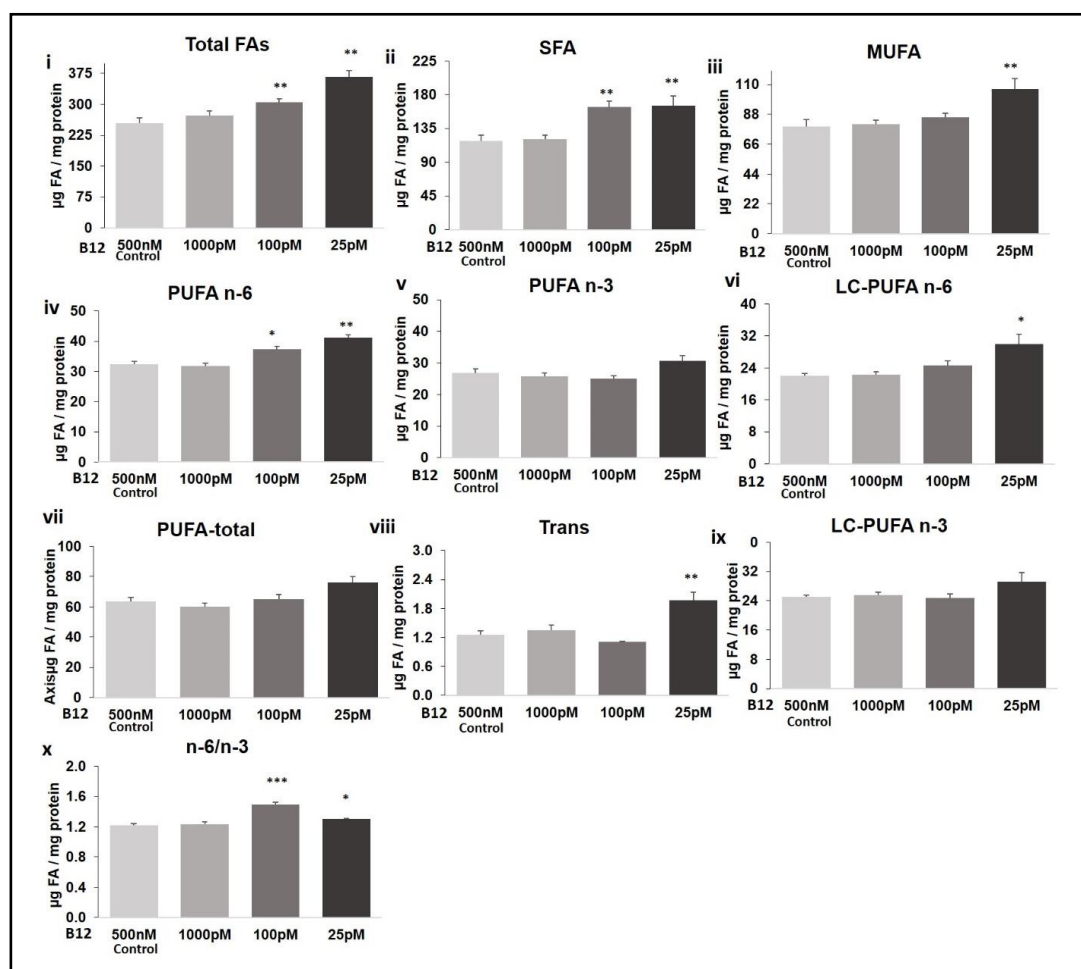 i
Total FAs
µg FA / mg protein
375
300
225
150
75
0
**
**
B12
500nM
Control
1000pM
100pM
25pM
ii
SFA
µg FA / mg protein
225
180
135
90
45
0
**
**
B12
500nM
Control
1000pM
100pM
25pM
iii
MUFA
µg FA / mg protein
110
88
66
44
22
0
**
B12
500nM
Control
1000pM
100pM
25pM
iv
PUFA n-6
µg FA / mg protein
50
40
30
20
10
0
*
**
B12
500nM
Control
1000pM
100pM
25pM
v
PUFA n-3
µg FA / mg protein
50
40
30
20
10
0
B12
500nM
Control
1000pM
100pM
25pM
vi
LC-PUFA n-6
µg FA / mg protein
32
24
16
60
*
B12
500nM
Control
1000pM
100pM
25pM
vii
PUFA-total
Axisµg FA / mg protein
100
80
60
40
20
0
B12
500nM
Control
1000pM
100pM
25pM
viii
Trans
µg FA / mg protein
3.0
2.4
1.8
1.2
0.6
0.0
**
B12
500nM
Control
1000pM
100pM
25pM
ix
LC-PUFA n-3
µg FA / mg protei
0
32
24
16
8
0
B12
500nM
Control
1000pM
100pM
25pM
x
n-6/n-3
µg FA / mg protein
2.0
1.6
1.2
0.8
0.4
0.0
***
*
B12
500nM
Control
1000pM
100pM
25pM